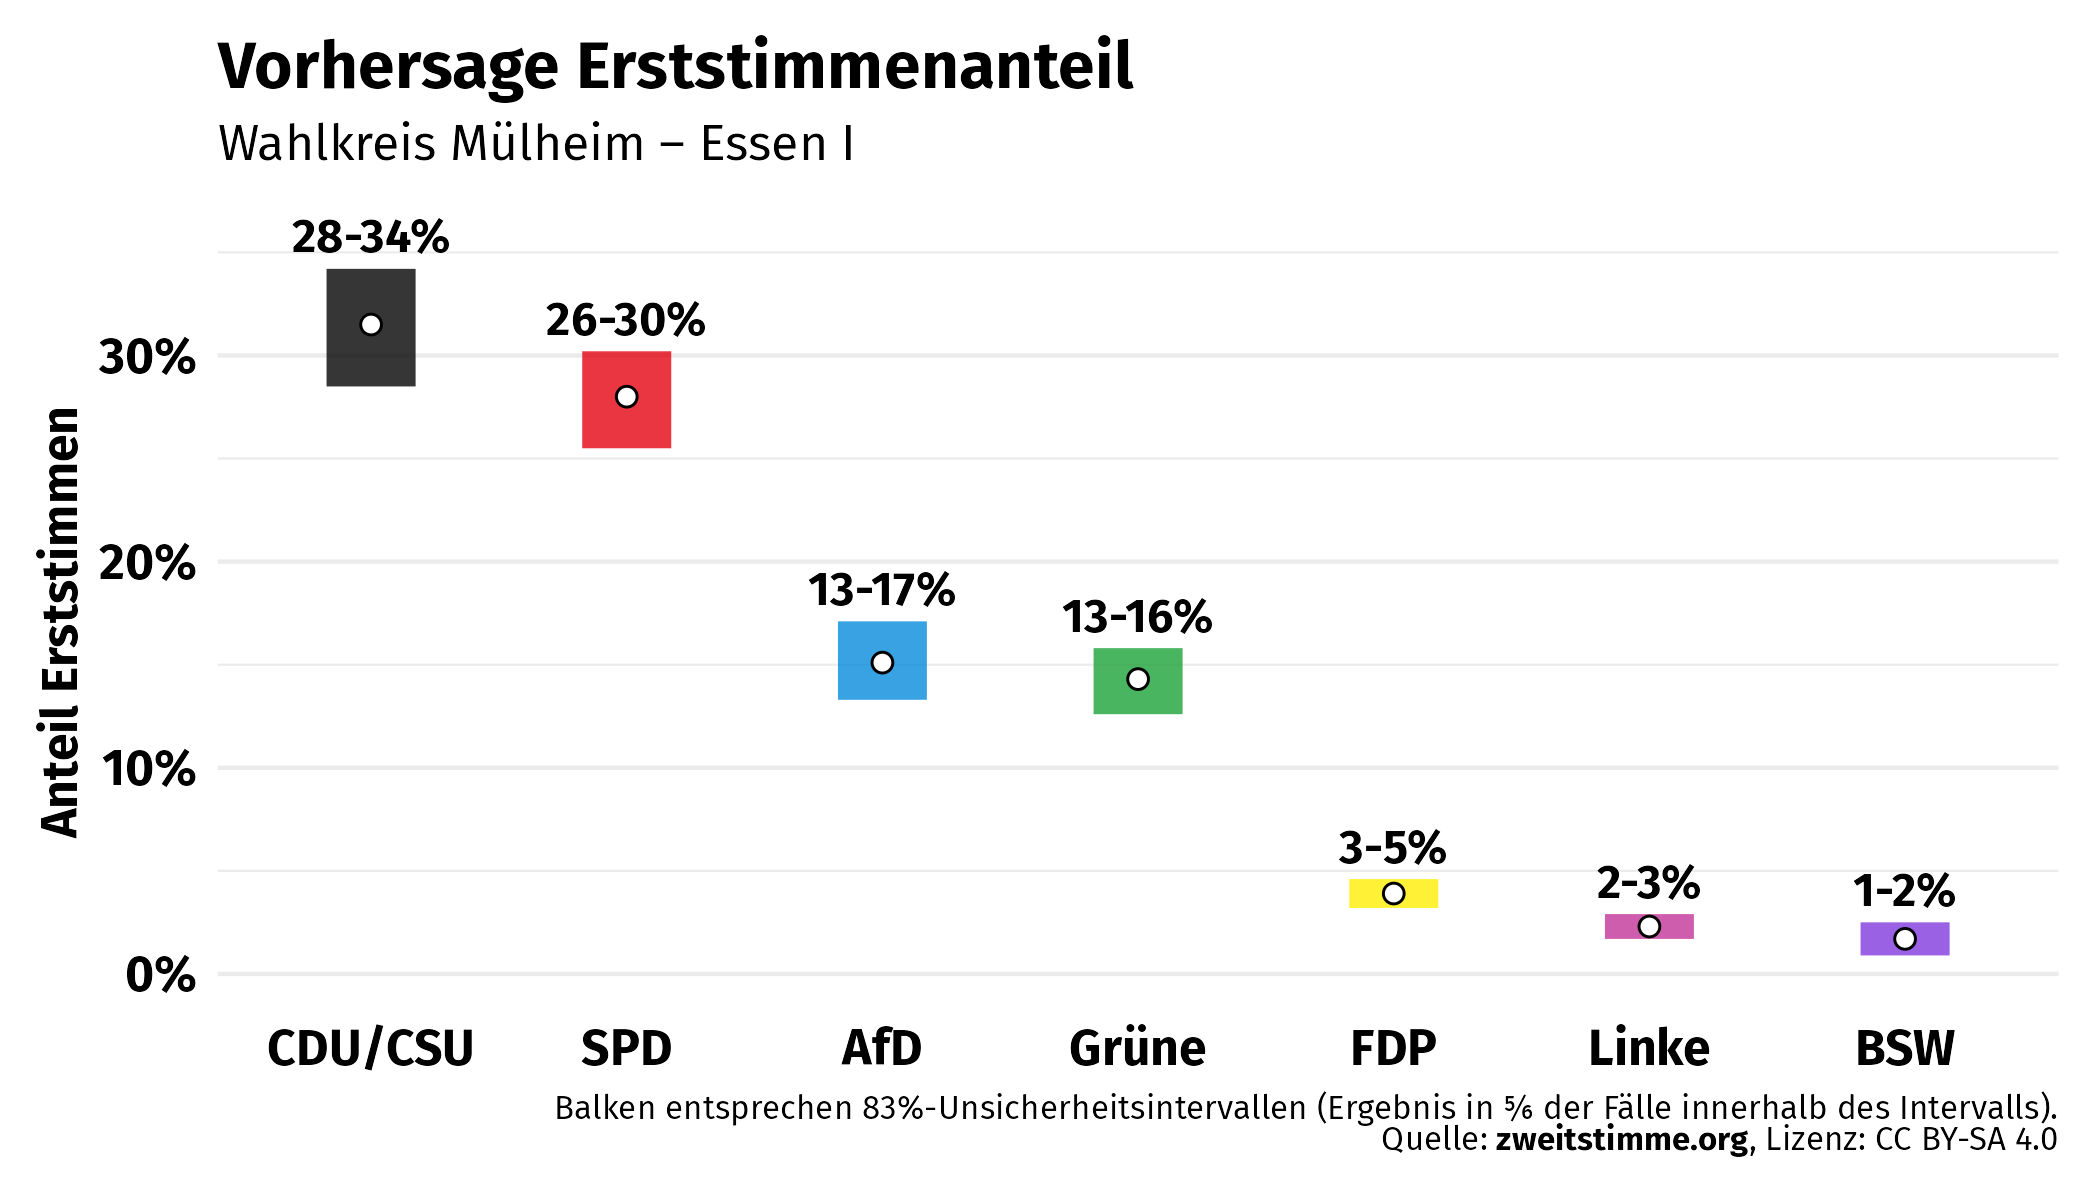 Vorhersage Erststimmenanteil
Wahlkreis Mülheim – Essen I
28-34%
26-30%
30%
Anteil Erststimmen
20%
13-17%
13-16%
10%
3-5%
2-3%
1-2%
0%
CDU/CSU SPD AfD Grüne FDP Linke BSW
Balken entsprechen 83%-Unsicherheitsintervallen (Ergebnis in ⅚ der Fälle innerhalb des Intervalls).
Quelle: zweitstimme.org, Lizenz: CC BY-SA 4.0